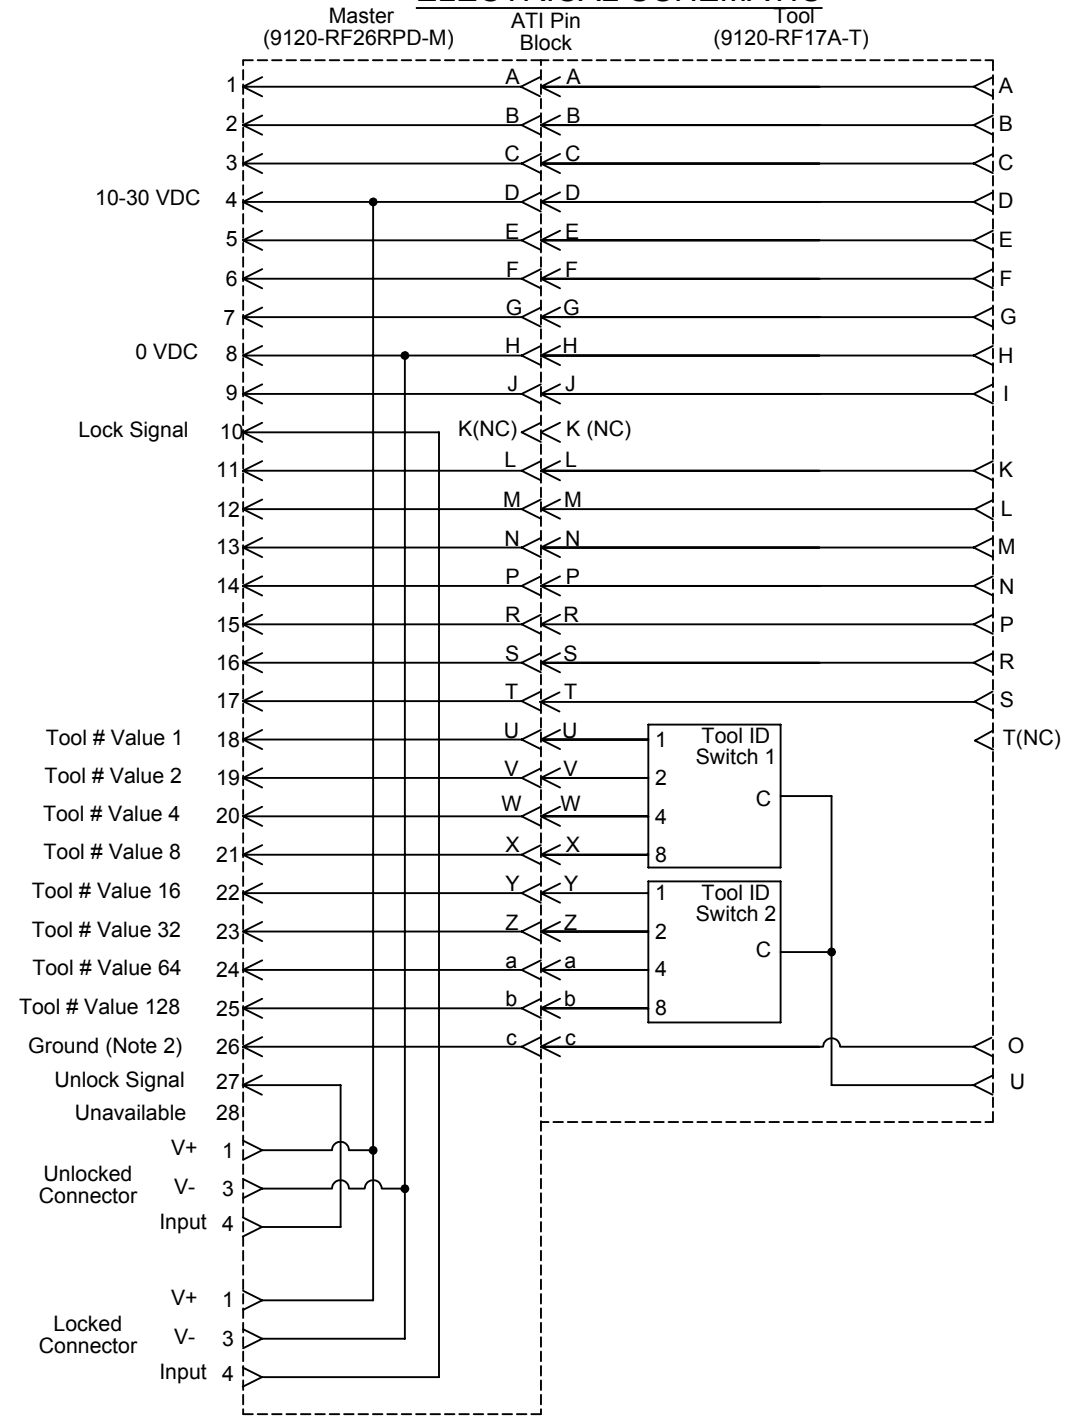 ELECTRICAL SCHEMATIC
Master
(9120-RF26RPD-M)
ATI Pin
Block
Tool
(9120-RF17A-T)
1 A A A
2 B B B
3 C C C
10-30 VDC 4 D D D
5 E E E
6 F F F
7 G G G
0 VDC 8 H H H
9 J J I
Lock Signal 10 K(NC) K (NC)
11 L L K
12 M M L
13 N N M
14 P P N
15 R R P
16 S S R
17 T T S
Tool # Value 1 18 U U 1 Tool ID T(NC)
Switch 1
Tool # Value 2 19 V V 2
C
Tool # Value 4 20 W W 4
Tool # Value 8 21 X X 8
Tool # Value 16 22 Y Y 1 Tool ID
Switch 2
Tool # Value 32 23 Z Z 2
C
Tool # Value 64 24 a a 4
Tool # Value 128 25 b b 8
Ground (Note 2) 26 c c O
Unlock Signal 27 U
Unavailable 28
V+ 1
Unlocked
Connector
V- 3
Input 4
V+ 1
Locked
Connector
V- 3
Input 4